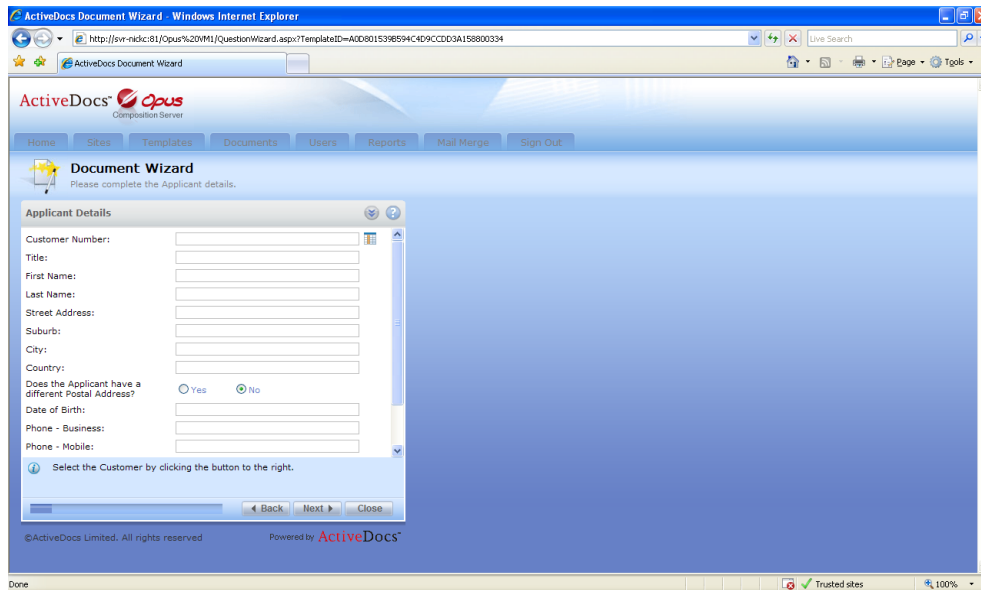 ActiveDocs Document Wizard - Windows Internet Explorer
http://svr-nickc:81/Opus%20VM1/QuestionWizard.aspx?TemplateID=A0D801539B594C4D9CCDD3A158800334
Live Search
ActiveDocs Document Wizard
Page
Tools
ActiveDocs™ Opus
Composition Server
Home Sites Templates Documents Users Reports Mail Merge Sign Out
Document Wizard
Please complete the Applicant details.
Applicant Details
Customer Number:
Title:
First Name:
Last Name:
Street Address:
Suburb:
City:
Country:
Does the Applicant have a
different Postal Address?
Yes No
Date of Birth:
Phone - Business:
Phone - Mobile:
Select the Customer by clicking the button to the right.
Back Next Close
©ActiveDocs Limited. All rights reserved
Powered by ActiveDocs™
Done
Trusted sites
100%